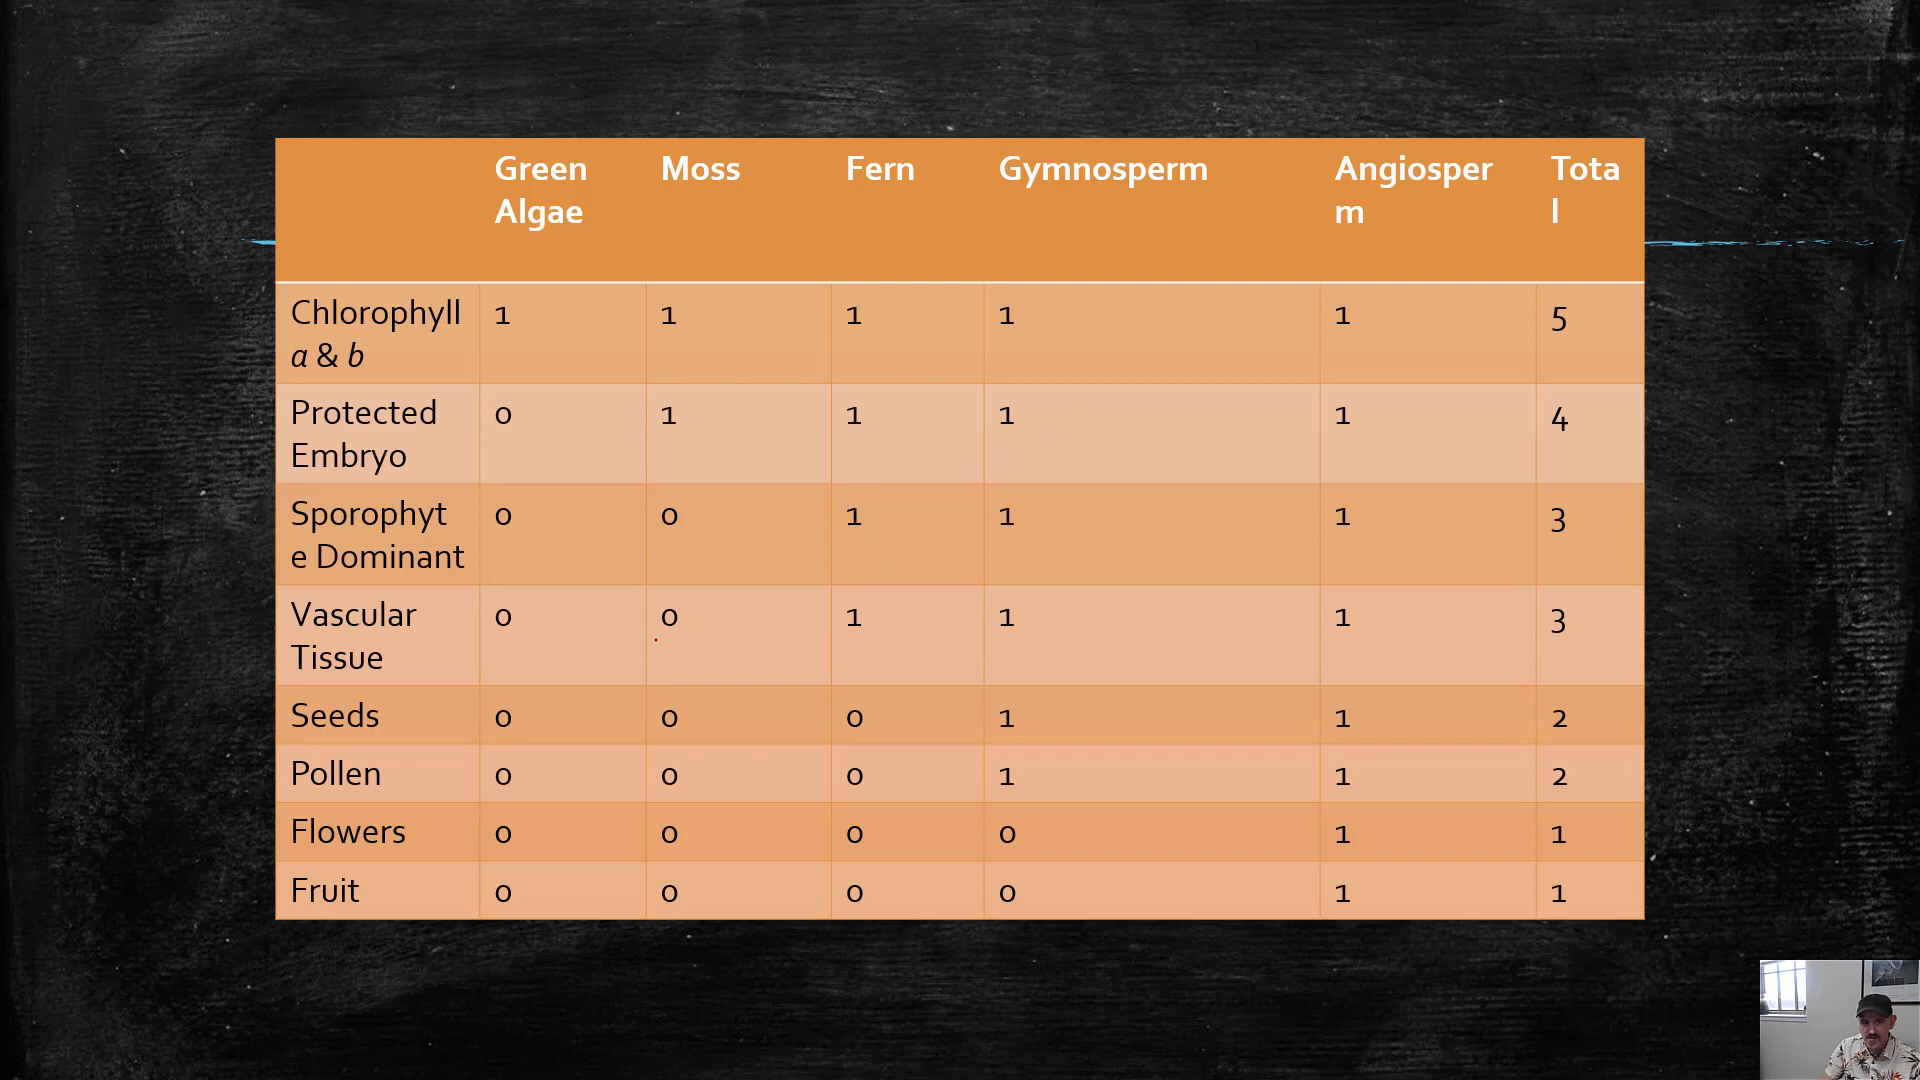 Green Algae Moss Fern Gymnosperm Angiosperm Total
Chlorophyll a & b 1 1 1 1 1 5
Protected Embryo 0 1 1 1 1 4
Sporophyte Dominant 0 0 1 1 1 3
Vascular Tissue 0 0 1 1 1 3
Seeds 0 0 0 1 1 2
Pollen 0 0 0 1 1 2
Flowers 0 0 0 0 1 1
Fruit 0 0 0 0 1 1